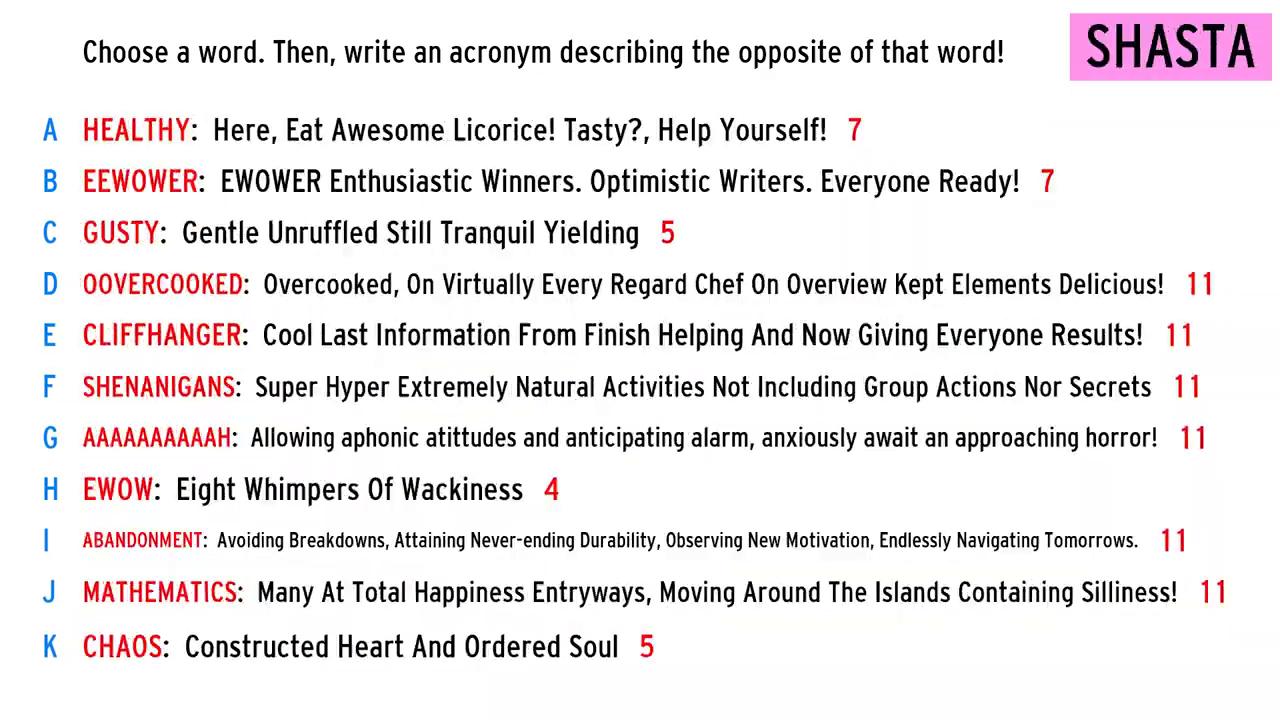 Choose a word. Then, write an acronym describing the opposite of that word!
SHASTA
A HEALTHY: Here, Eat Awesome Licorice! Tasty?, Help Yourself! 7
B EEWOWER: EWOWER Enthusiastic Winners. Optimistic Writers. Everyone Ready! 7
C GUSTY: Gentle Unruffled Still Tranquil Yielding 5
D OOVERCOOKED: Overcooked, On Virtually Every Regard Chef On Overview Kept Elements Delicious! 11
E CLIFFHANGER: Cool Last Information From Finish Helping And Now Giving Everyone Results! 11
F SHENANIGANS: Super Hyper Extremely Natural Activities Not Including Group Actions Nor Secrets 11
G AAAAAAAAAAH: Allowing aphonic atittudes and anticipating alarm, anxiously await an approaching horror! 11
H EWOW: Eight Whimpers Of Wackiness 4
I ABANDONMENT: Avoiding Breakdowns, Attaining Never-ending Durability, Observing New Motivation, Endlessly Navigating Tomorrows. 11
J MATHEMATICS: Many At Total Happiness Entryways, Moving Around The Islands Containing Silliness! 11
K CHAOS: Constructed Heart And Ordered Soul 5